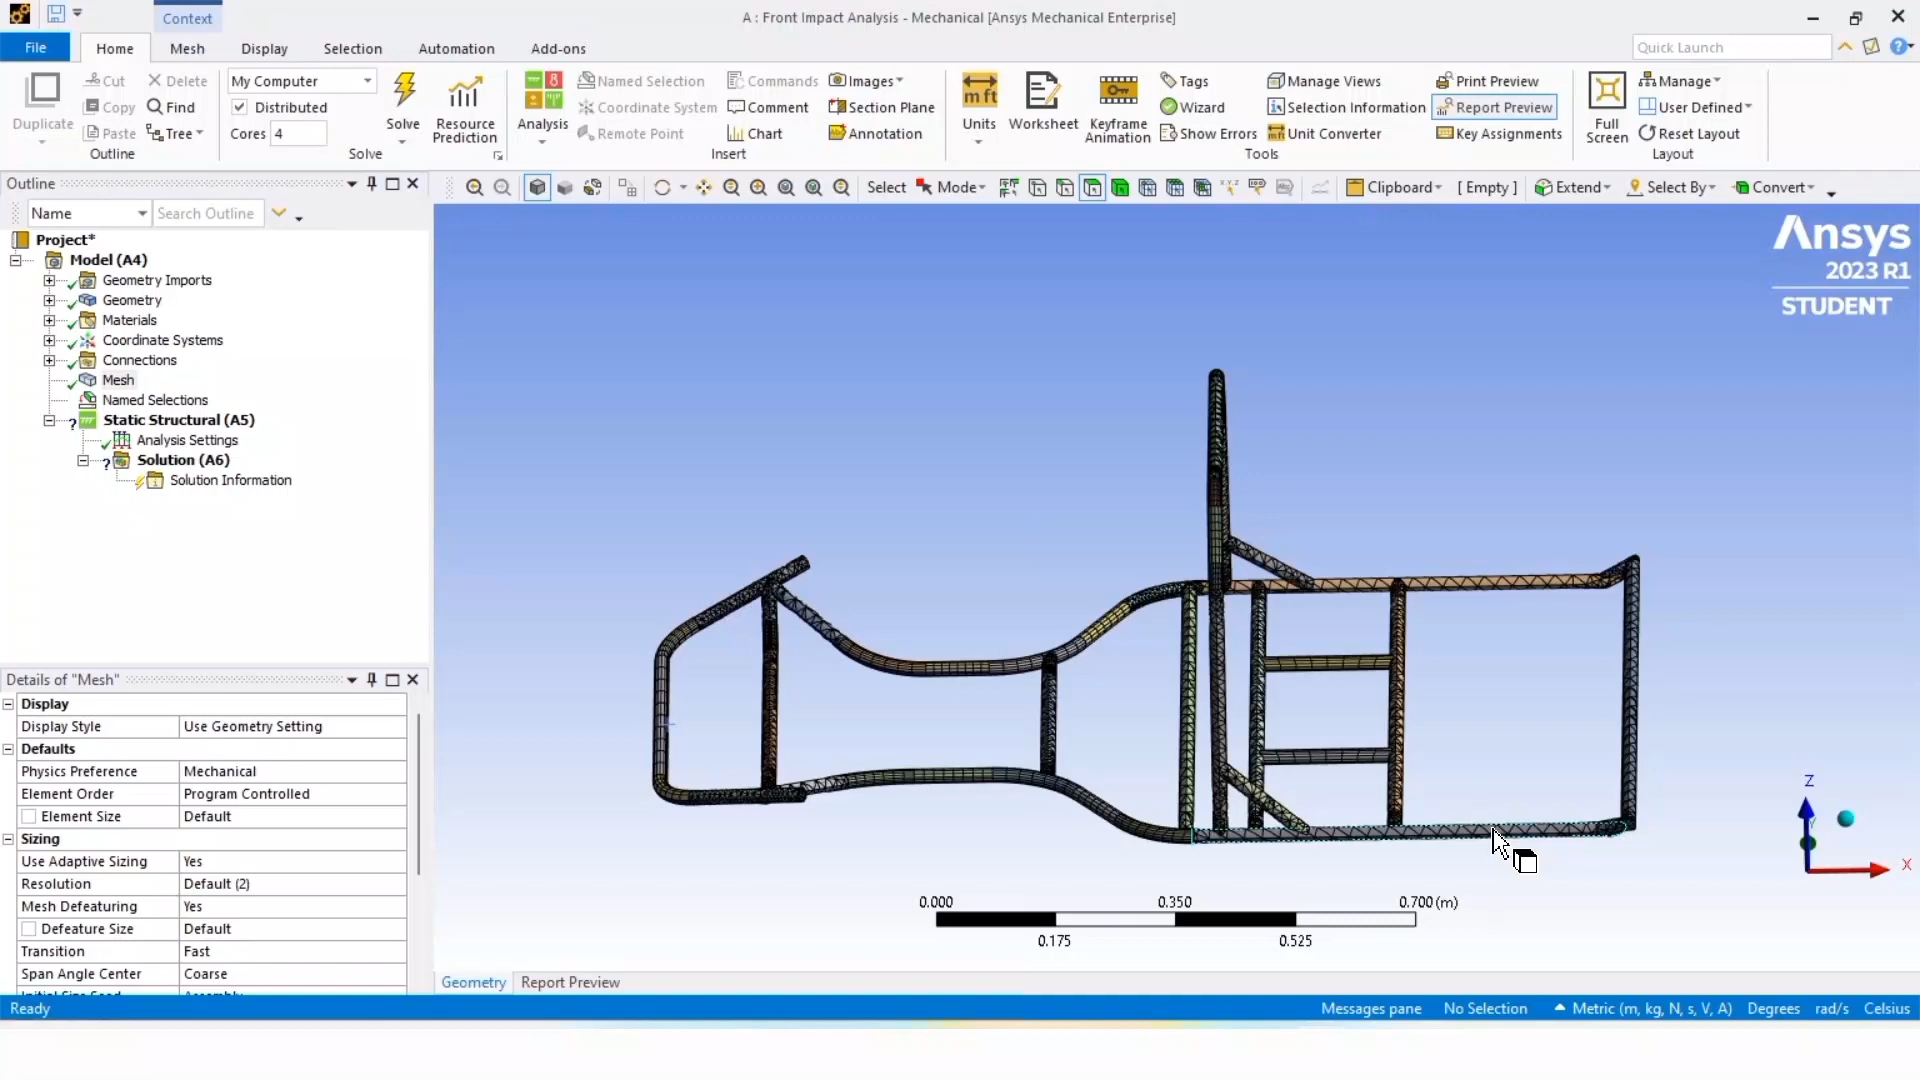 Context
A : Front Impact Analysis - Mechanical [Ansys Mechanical Enterprise]
File Home Mesh Display Selection Automation Add-ons
Quick Launch
Duplicate
Cut
Copy
Paste
Delete
Find
Tree
Outline
My Computer
Distributed
Cores 4
Solve
Resource Prediction
Solve
Analysis
Named Selection
Coordinate System
Remote Point
Commands
Comment
Chart
Images
Section Plane
Annotation
Insert
Units
Worksheet
Keyframe Animation
Tags
Wizard
Show Errors
Manage Views
Selection Information
Unit Converter
Print Preview
Report Preview
Key Assignments
Tools
Full Screen
Manage
User Defined
Reset Layout
Layout
Outline
Select Mode Clipboard [ Empty ] Extend Select By Convert
Name Search Outline
Project*
Model (A4)
Geometry Imports
Geometry
Materials
Coordinate Systems
Connections
Mesh
Named Selections
Static Structural (A5)
Analysis Settings
Solution (A6)
Solution Information
Ansys
2023 R1
STUDENT
Details of "Mesh"
Display
Display Style Use Geometry Setting
Defaults
Physics Preference Mechanical
Element Order Program Controlled
Element Size Default
Sizing
Use Adaptive Sizing Yes
Resolution Default (2)
Mesh Defeaturing Yes
Defeature Size Default
Transition Fast
Span Angle Center Coarse
Initial Size Seed Assembly
Z
Y
X
0.000 0.350 0.700 (m)
0.175 0.525
Geometry Report Preview
Ready Messages pane No Selection Metric (m, kg, N, s, V, A) Degrees rad/s Celsius